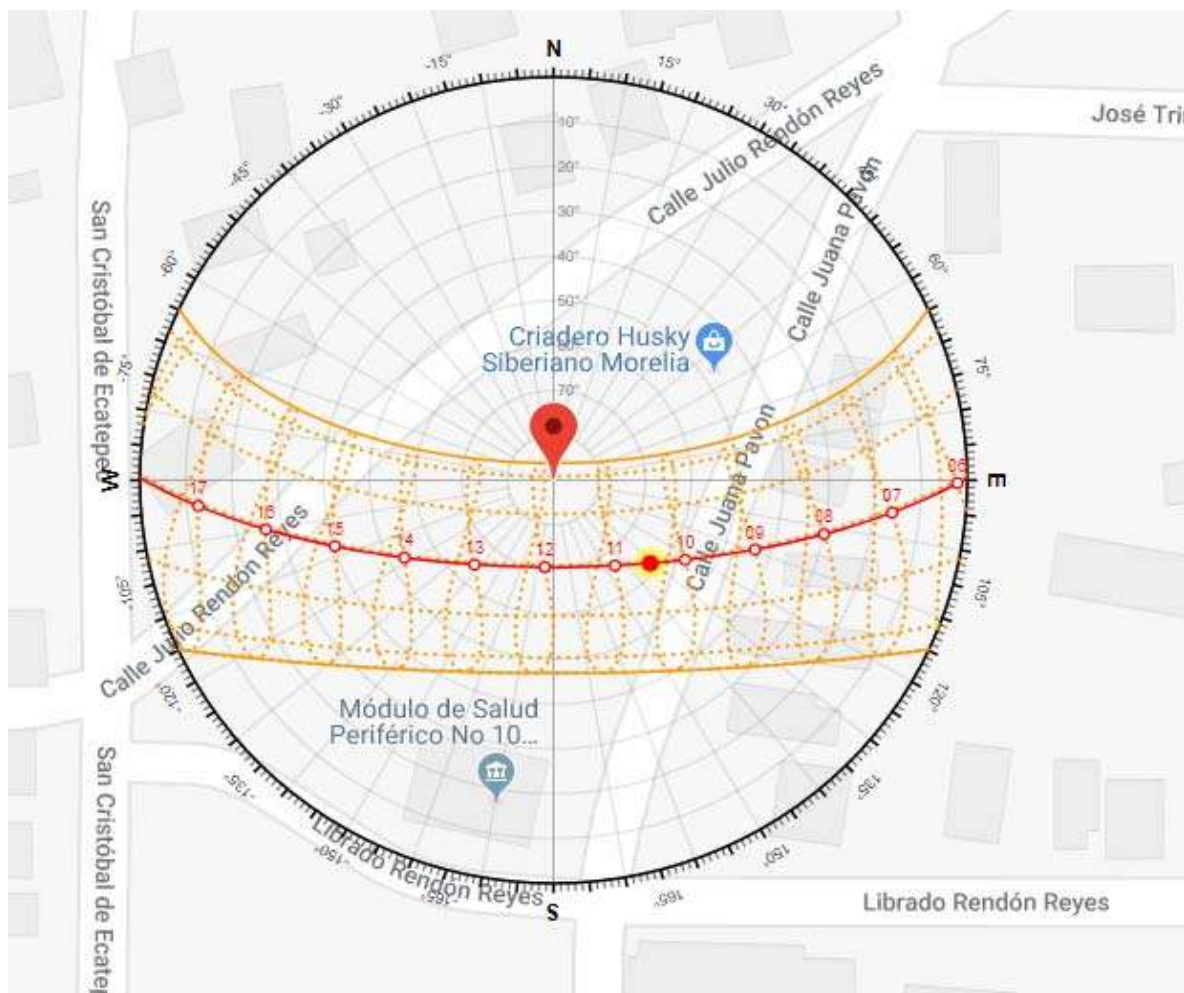 N
-15°
15°
-30°
30°
-45°
-60°
60°
-75°
75°
10°
20°
30°
40°
50°
70°
José Tri
Calle Julio Rendón Reyes
Calle Juana Pavon
San Cristóbal de Ecatepec
Criadero Husky
Siberiano Morelia
W
E
17
16
15
14
13
12
11
10
09
08
07
06
Calle Juana Pavon
Calle Julio Rendón Reyes
-105°
105°
-120°
120°
Módulo de Salud
Periférico No 10...
-135°
135°
San Cristóbal de Ecatep
Librado Rendón Reyes
-150°
150°
-165°
165°
S
Librado Rendón Reyes